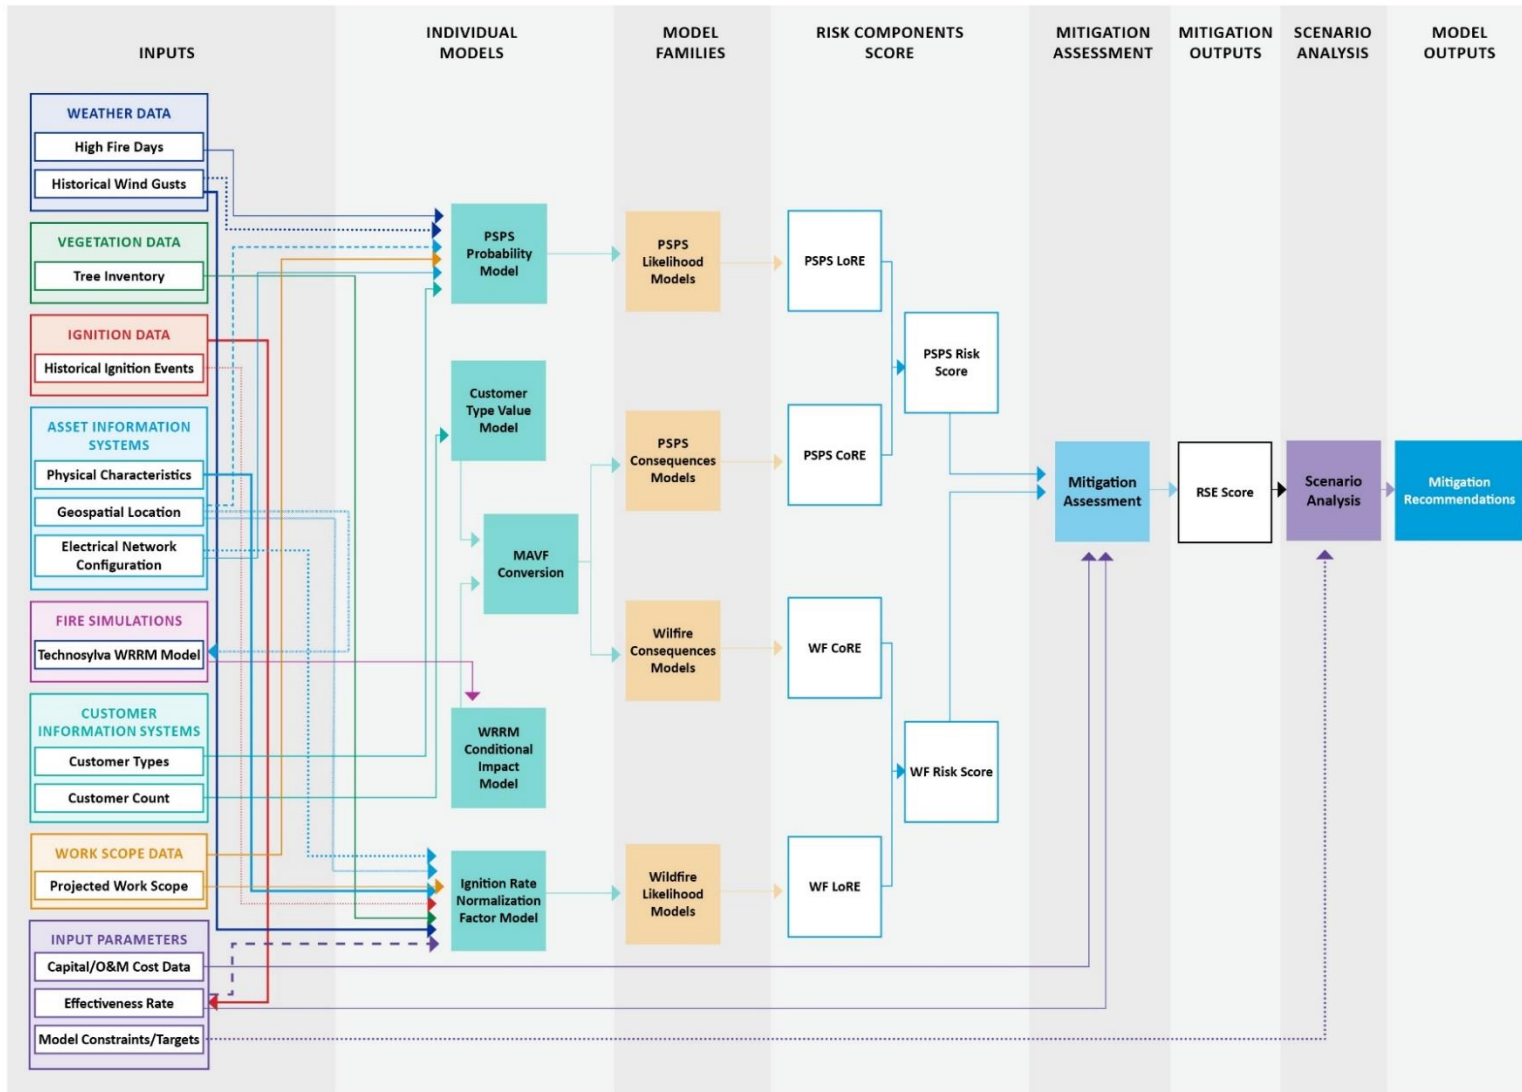 INPUTS
INDIVIDUAL
MODELS
MODEL
FAMILIES
RISK COMPONENTS
SCORE
MITIGATION
ASSESSMENT
MITIGATION
OUTPUTS
SCENARIO
ANALYSIS
MODEL
OUTPUTS
WEATHER DATA
High Fire Days
Historical Wind Gusts
VEGETATION DATA
Tree Inventory
IGNITION DATA
Historical Ignition Events
ASSET INFORMATION
SYSTEMS
Physical Characteristics
Geospatial Location
Electrical Network
Configuration
FIRE SIMULATIONS
Technosylva WRRM Model
CUSTOMER
INFORMATION SYSTEMS
Customer Types
Customer Count
WORK SCOPE DATA
Projected Work Scope
INPUT PARAMETERS
Capital/O&M Cost Data
Effectiveness Rate
Model Constraints/Targets
PSPS
Probability
Model
Customer
Type Value
Model
MAVF
Conversion
WRRM
Conditional
Impact
Model
Ignition Rate
Normalization
Factor Model
PSPS
Likelihood
Models
PSPS
Consequences
Models
Wilfire
Consequences
Models
Wildfire
Likelihood
Models
PSPS LoRE
PSPS CoRE
WF CoRE
WF LoRE
PSPS Risk
Score
WF Risk Score
Mitigation
Assessment
RSE Score
Scenario
Analysis
Mitigation
Recommendations